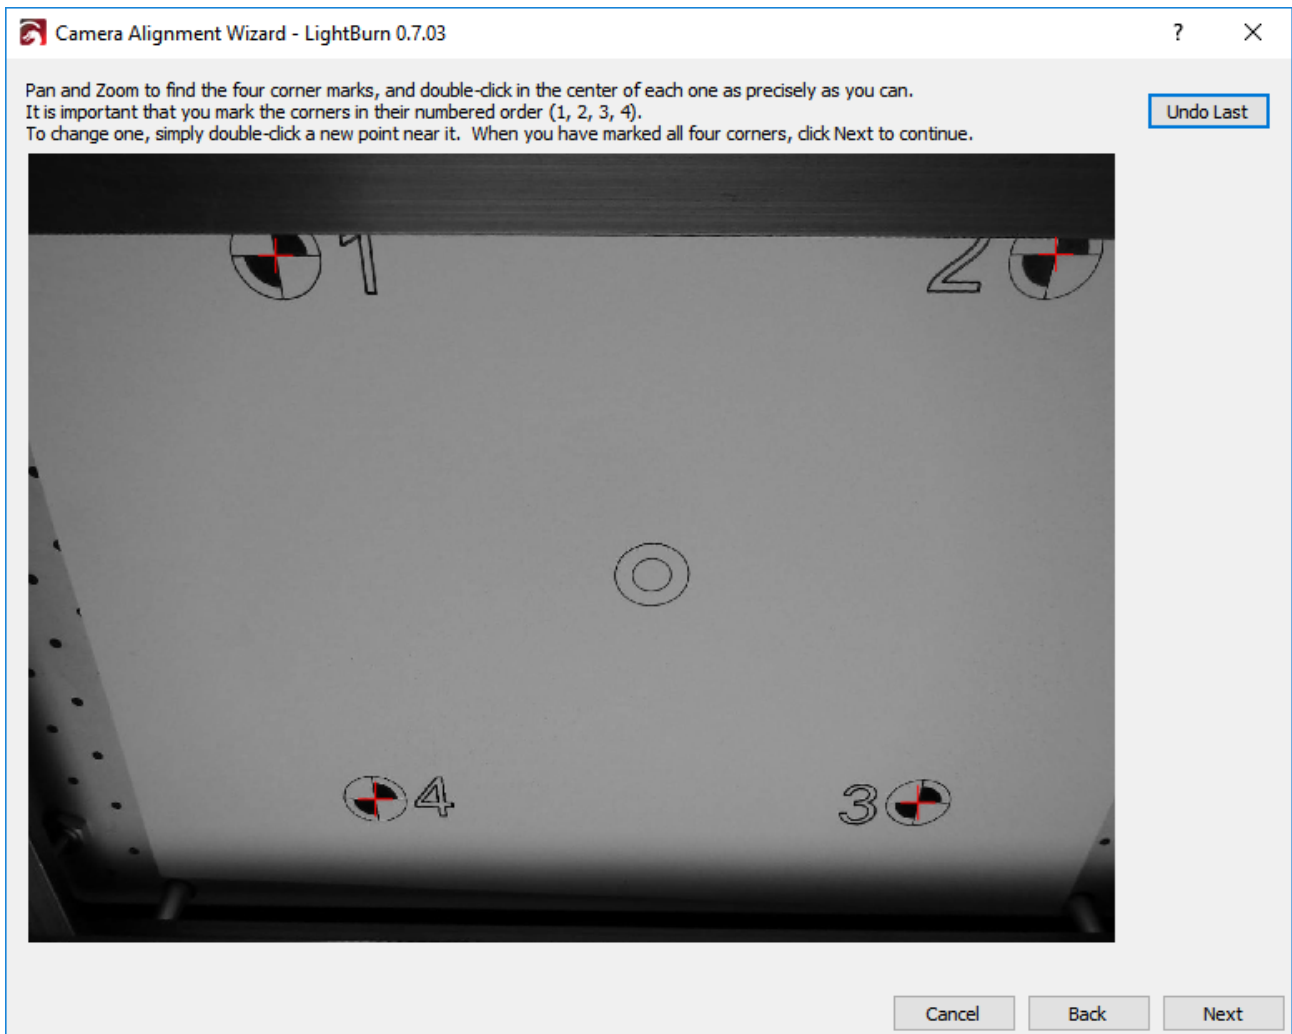 Camera Alignment Wizard - LightBurn 0.7.03
?
Pan and Zoom to find the four corner marks, and double-click in the center of each one as precisely as you can.
It is important that you mark the corners in their numbered order (1, 2, 3, 4).
To change one, simply double-click a new point near it.  When you have marked all four corners, click Next to continue.
Undo Last
1
2
4
3
Cancel
Back
Next